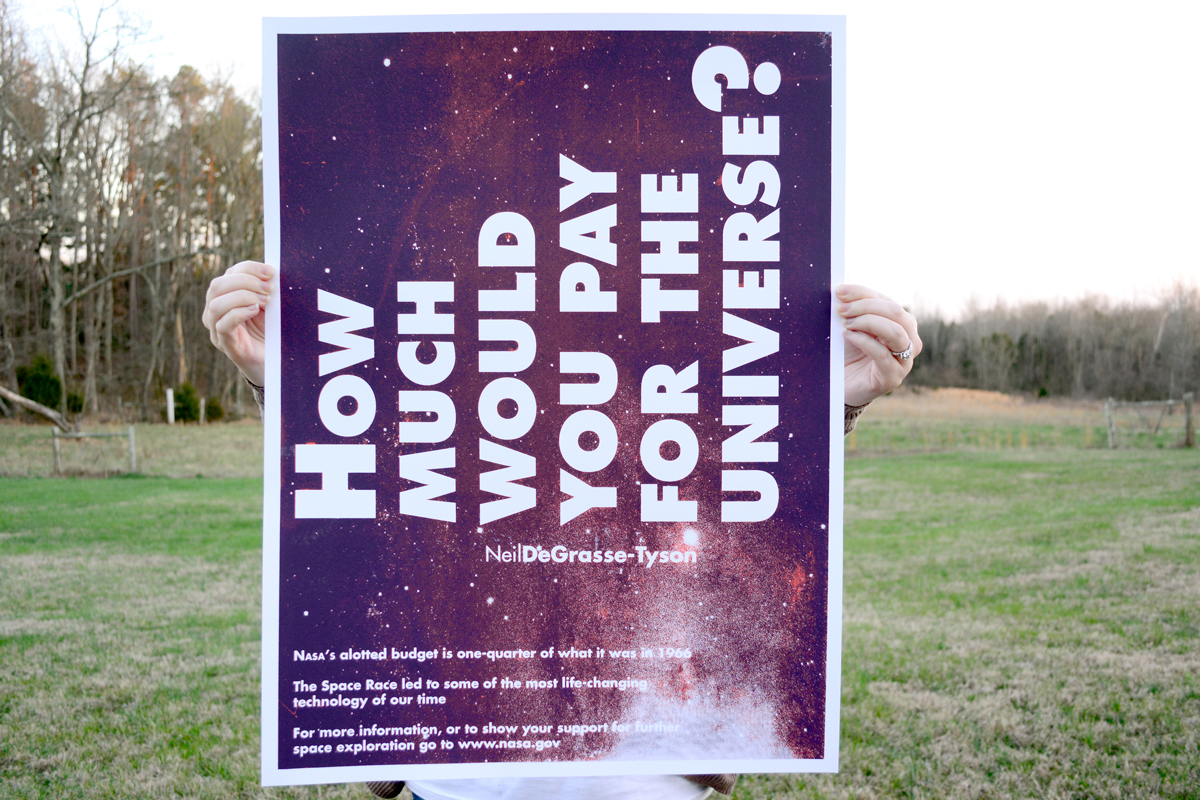 How
MUCH
WOULD
YOU PAY
FOR THE
UNIVERSE?
NeilDeGrasse-Tyson
NASA's alotted budget is one-quarter of what it was in 1966
The Space Race led to some of the most life-changing
technology of our time
For more information, or to show your support for further
space exploration go to www.nasa.gov